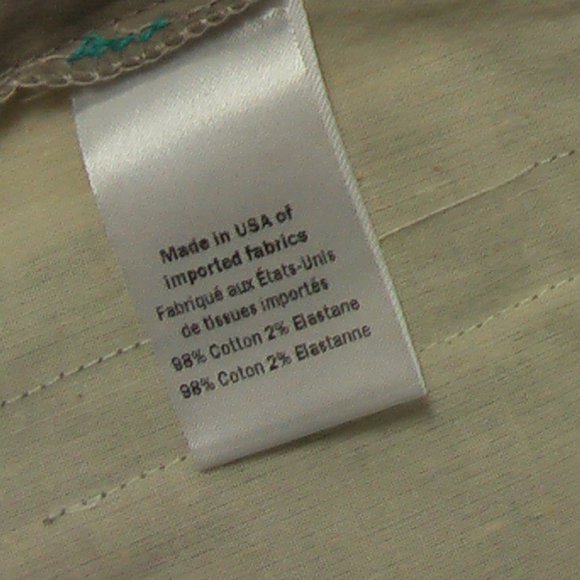 Made in USA of
imported fabrics
Fabriqué aux États-Unis
de tissues importés
98% Cotton 2% Elastane
98% Coton 2% Elastanne